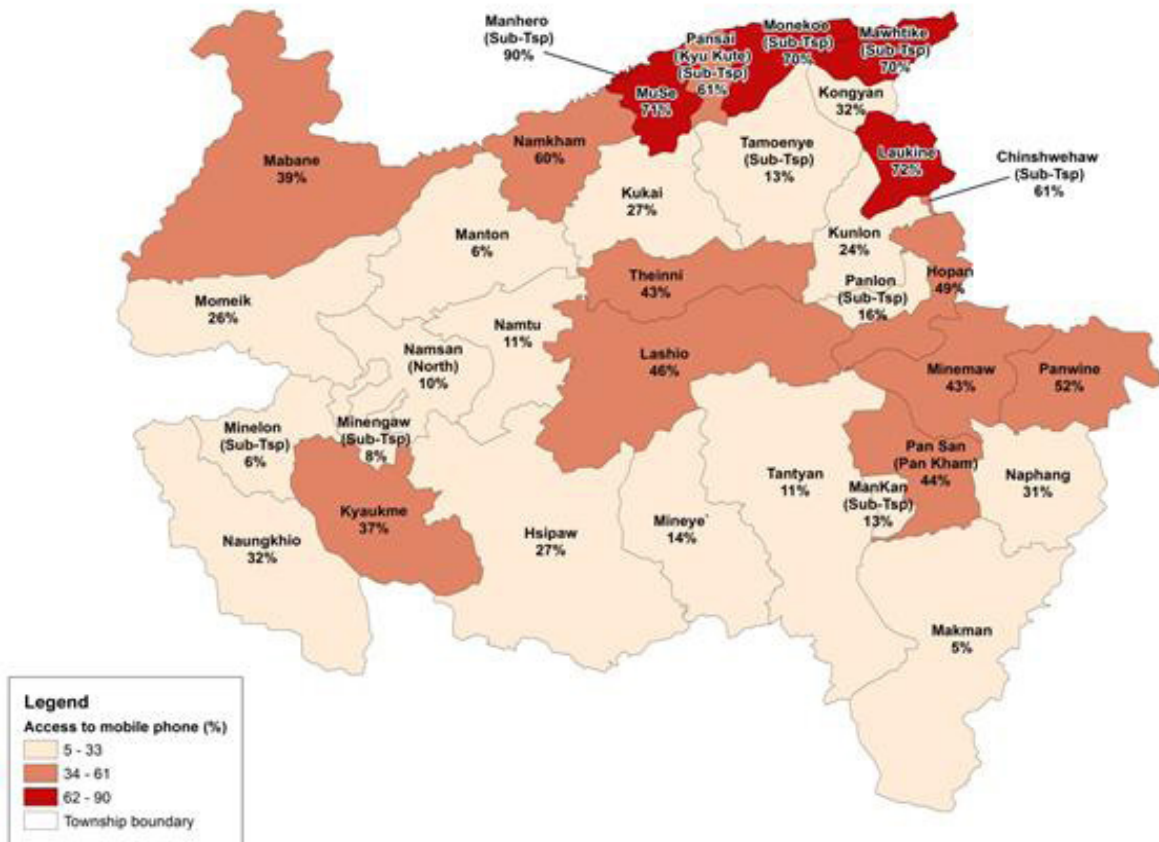 Manhero
(Sub-Tsp)
90%
Pansai
(Kyu Kute)
(Sub-Tsp)
61%
Monekoe
(Sub-Tsp)
70%
Mawhtike
(Sub-Tsp)
70%
MuSe
71%
Kongyan
32%
Namkham
60%
Tamoenye
(Sub-Tsp)
13%
Laukine
72%
Chinshwehaw
(Sub-Tsp)
61%
Mabane
39%
Kukai
27%
Manton
6%
Kunlon
24%
Theinni
43%
Panlon
(Sub-Tsp)
16%
Hopan
49%
Momeik
26%
Namtu
11%
Namsan
(North)
10%
Lashio
46%
Minemaw
43%
Panwine
52%
Minelon
(Sub-Tsp)
6%
Minengaw
(Sub-Tsp)
8%
Pan San
(Pan Kham)
44%
Tantyan
11%
ManKan
(Sub-Tsp)
13%
Naphang
31%
Kyaukme
37%
Naungkhio
32%
Hsipaw
27%
Mineye`
14%
Makman
5%
Legend
Access to mobile phone (%)
5 - 33
34 - 61
62 - 90
Township boundary